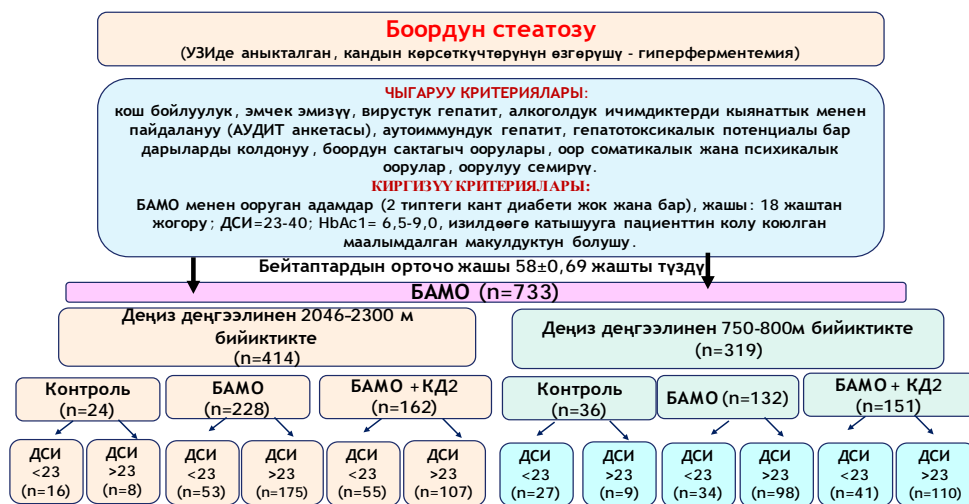 Боордун стеатозу
(УЗИде аныкталган, кандын көрсөткүчтөрүнүн өзгөрүшү - гиперферментемия)
ЧЫГАРУУ КРИТЕРИЯЛАРЫ:
кош бойлуулук, эмчек эмизүү, вирустук гепатит, алкоголдук ичимдиктерди кыянаттык менен
пайдалануу (АУДИТ анкетасы), аутоиммундук гепатит, гепатотоксикалык потенциалы бар
дарыларды колдонуу, боордун сактагыч оорулары, оор соматикалык жана психикалык
оорулар, оорулуу семирүү.
КИРГИЗҮҮ КРИТЕРИЯЛАРЫ:
БАМО менен ооруган адамдар (2 типтеги кант диабети жок жана бар), жашы: 18 жаштан
жогору; ДСИ=23-40; HbAc1= 6,5-9,0, изилдөөгө катышууга пациенттин колу коюлган
маалымдалган макулдуктун болушу.
Бейтаптардын орточо жашы 58±0,69 жашты түздү
БАМО (n=733)
Деңиз деңгээлинен 2046-2300 м
бийиктикте
(n=414)
Деңиз деңгээлинен 750-800м бийиктикте
(n=319)
Контроль
(n=24)
БАМО
(n=228)
БАМО +КД2
(n=162)
Контроль
(n=36)
БАМО (n=132)
БАМО + КД2
(n=151)
ДСИ
<23
(n=16)
ДСИ
>23
(n=8)
ДСИ
<23
(n=53)
ДСИ
>23
(n=175)
ДСИ
<23
(n=55)
ДСИ
>23
(n=107)
ДСИ
<23
(n=27)
ДСИ
>23
(n=9)
ДСИ
<23
(n=34)
ДСИ
>23
(n=98)
ДСИ
<23
(n=41)
ДСИ
>23
(n=110)